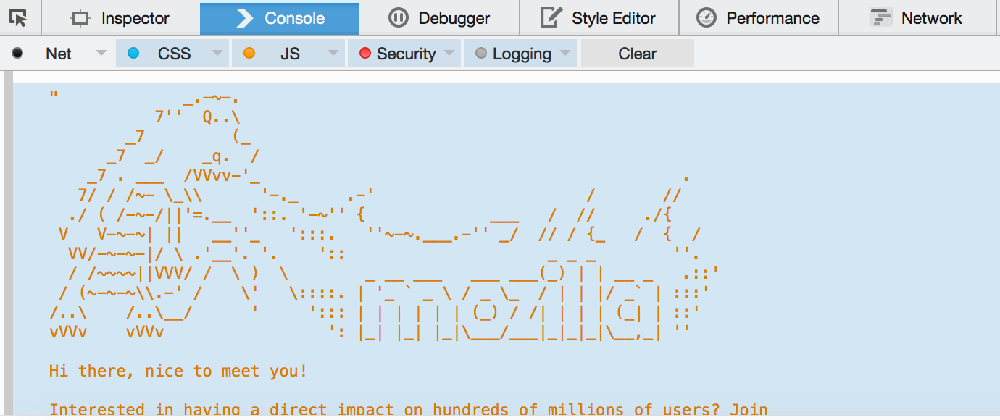 Inspector Console Debugger Style Editor Performance Network
Net CSS JS Security Logging Clear
"                _.-~-.
           7''  Q..\
        _7         (_
      _7  _/    _q.  /
    _7 . ___  /VVvv-'_                                            .
   7/ / /~- \_\\      '-._     .-'                      /       //
  ./ ( /-~-/||'=.__  '::. '-~'' {             ___   /  //     ./{
 V   V-~-~| ||   __''_   ':::.   ''~-~.___.-'' _/  // / {_   /  {  /
  VV/-~-~-|/ \ .'__'. '.    '::                     _ _ _        ''.
  / /~~~~||VVV/ /  \ )  \        _ __ ___   ___ ___(_) | | __ _   .::'
 / (~-~-~\\.-' /    \'   \::::. | '_ ` _ \ / _ \_  / | | |/ _` | :::'
/..\    /..\__/      '     '::: | | | | | | (_) / /| | | | (_| | ::'
vVVv    vVVv                 ': |_| |_| |_|\___/___|_|_|_|\__,_| ''
Hi there, nice to meet you!
Interested in having a direct impact on hundreds of millions of users? Join